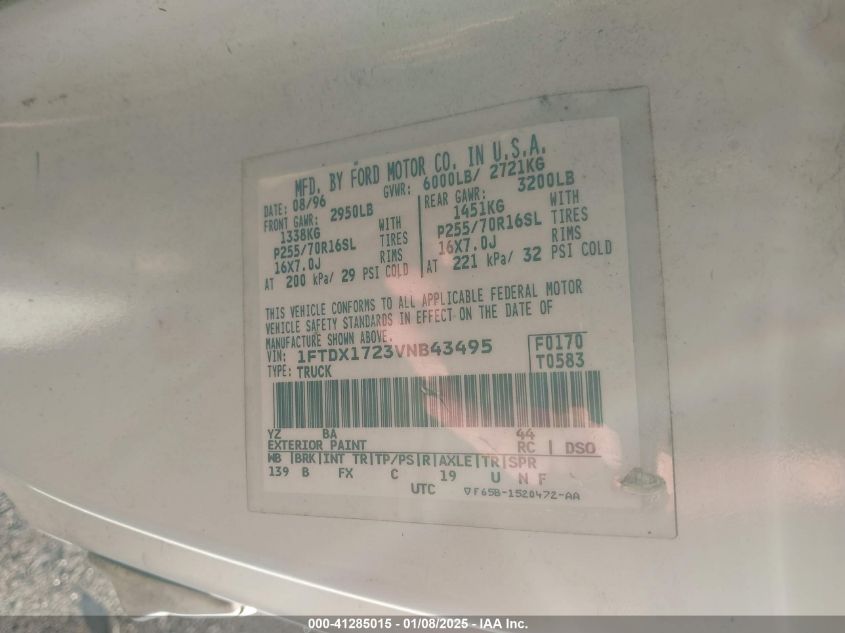 MFD. BY FORD MOTOR CO. IN U.S.A.
DATE: 08/96 GVWR: 6000LB/ 2721KG
FRONT GAWR: 2950LB REAR GAWR: 3200LB
1338KG WITH 1451KG WITH
P255/70R16SL TIRES P255/70R16SL TIRES
16X7.0J RIMS 16X7.0J RIMS
AT 200 kPa/ 29 PSI COLD AT 221 kPa/ 32 PSI COLD
THIS VEHICLE CONFORMS TO ALL APPLICABLE FEDERAL MOTOR
VEHICLE SAFETY STANDARDS IN EFFECT ON THE DATE OF
MANUFACTURE SHOWN ABOVE.
VIN: 1FTDX1723VNB43495 F0170
TYPE: TRUCK T0583
YZ BA 44
EXTERIOR PAINT RC | DSO
WB |BRK|INT TR|TP/PS|R|AXLE|TR|SPR
139 B FX C 19 U N F
UTC ▽F65B-1520472-AA
000-41285015 - 01/08/2025 - IAA Inc.